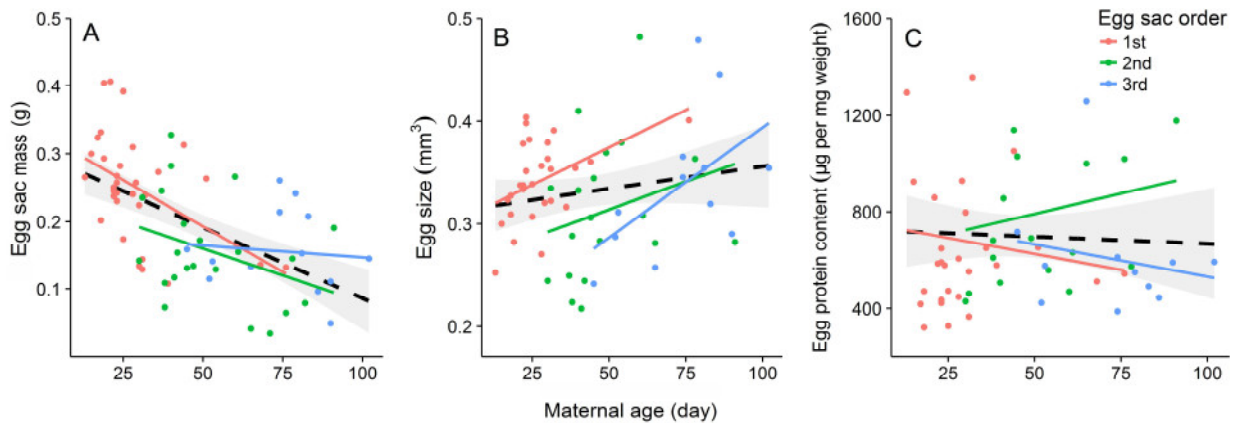 A
Egg sac mass (g)
0.5
0.4
0.3
0.2
0.1
25 50 75 100
B
Egg size (mm³)
0.5
0.4
0.3
0.2
25 50 75 100
C
Egg protein content (µg per mg weight)
1600
1200
800
400
25 50 75 100
Egg sac order
1st
2nd
3rd
Maternal age (day)